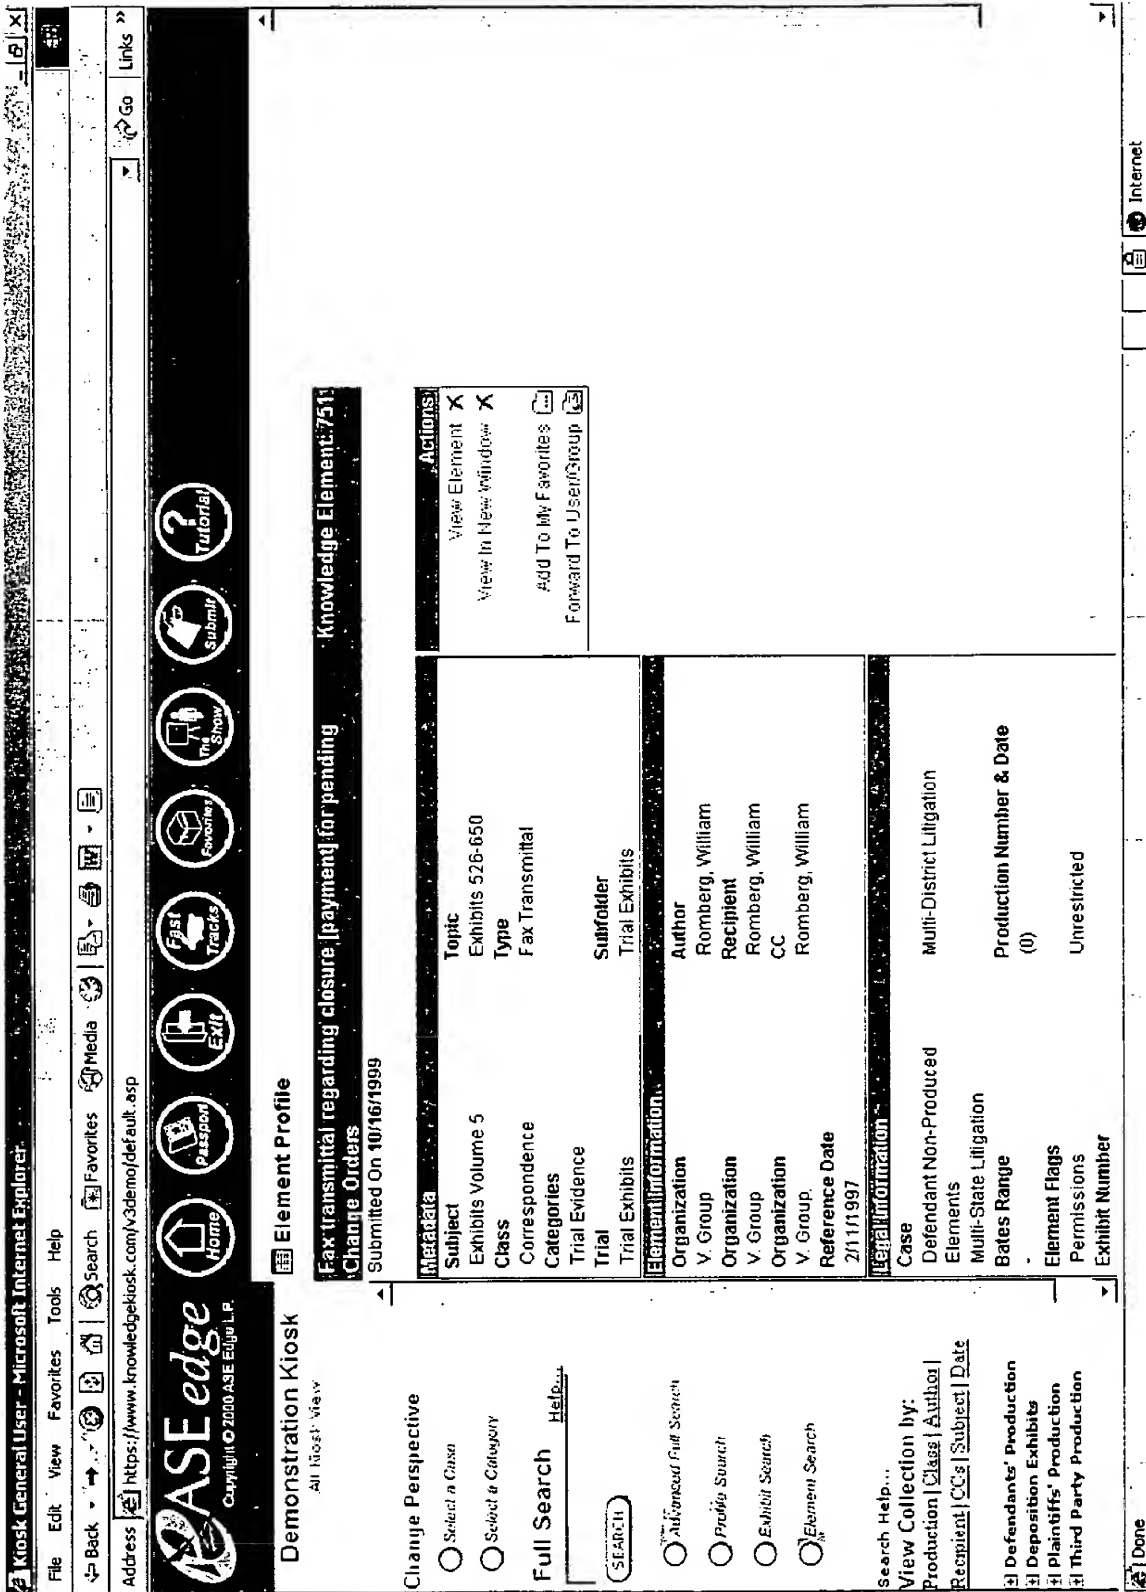 Kiosk General User - Microsoft Internet Explorer
File Edit View Favorites Tools Help
Back Search Favorites Media
Address https://www.knowledgekiosk.com/v3demo/default.asp Go Links »
ASE edge
Copyright © 2000 ASE Edge L.P.
Home
Passport
Exit
Fast Tracks
Favorites
The Show
Submit
? Tutorial
Demonstration Kiosk
All Kiosk View
Change Perspective
Select a Case
Select a Category
Full Search Help...
SEARCH
Advanced Full Search
Profile Search
Exhibit Search
Element Search
Search Help...
View Collection by:
Production | Class | Author |
Recipient | CCs | Subject | Date
Defendants' Production
Deposition Exhibits
Plaintiffs' Production
Third Party Production
Element Profile
Fax transmittal regarding closure [payment] for pending Knowledge Element:751
Change Orders
Submitted On 10/16/1999
Metadata
Subject Topic
Exhibits Volume 5 Exhibits 526-650
Class Type
Correspondence Fax Transmittal
Categories
Trial Evidence
Trial Subfolder
Trial Exhibits Trial Exhibits
Element Information
Organization Author
V. Group Romberg, William
Organization Recipient
V. Group Romberg, William
Organization CC
V. Group. Romberg, William
Reference Date
2/11/1997
Legal Information
Case
Defendant Non-Produced Multi-District Litigation
Elements
Multi-State Litigation
Bates Range Production Number & Date
- (0)
Element Flags
Permissions Unrestricted
Exhibit Number
Actions
View Element
View In New Window
Add To My Favorites
Forward To User/Group
Done Internet